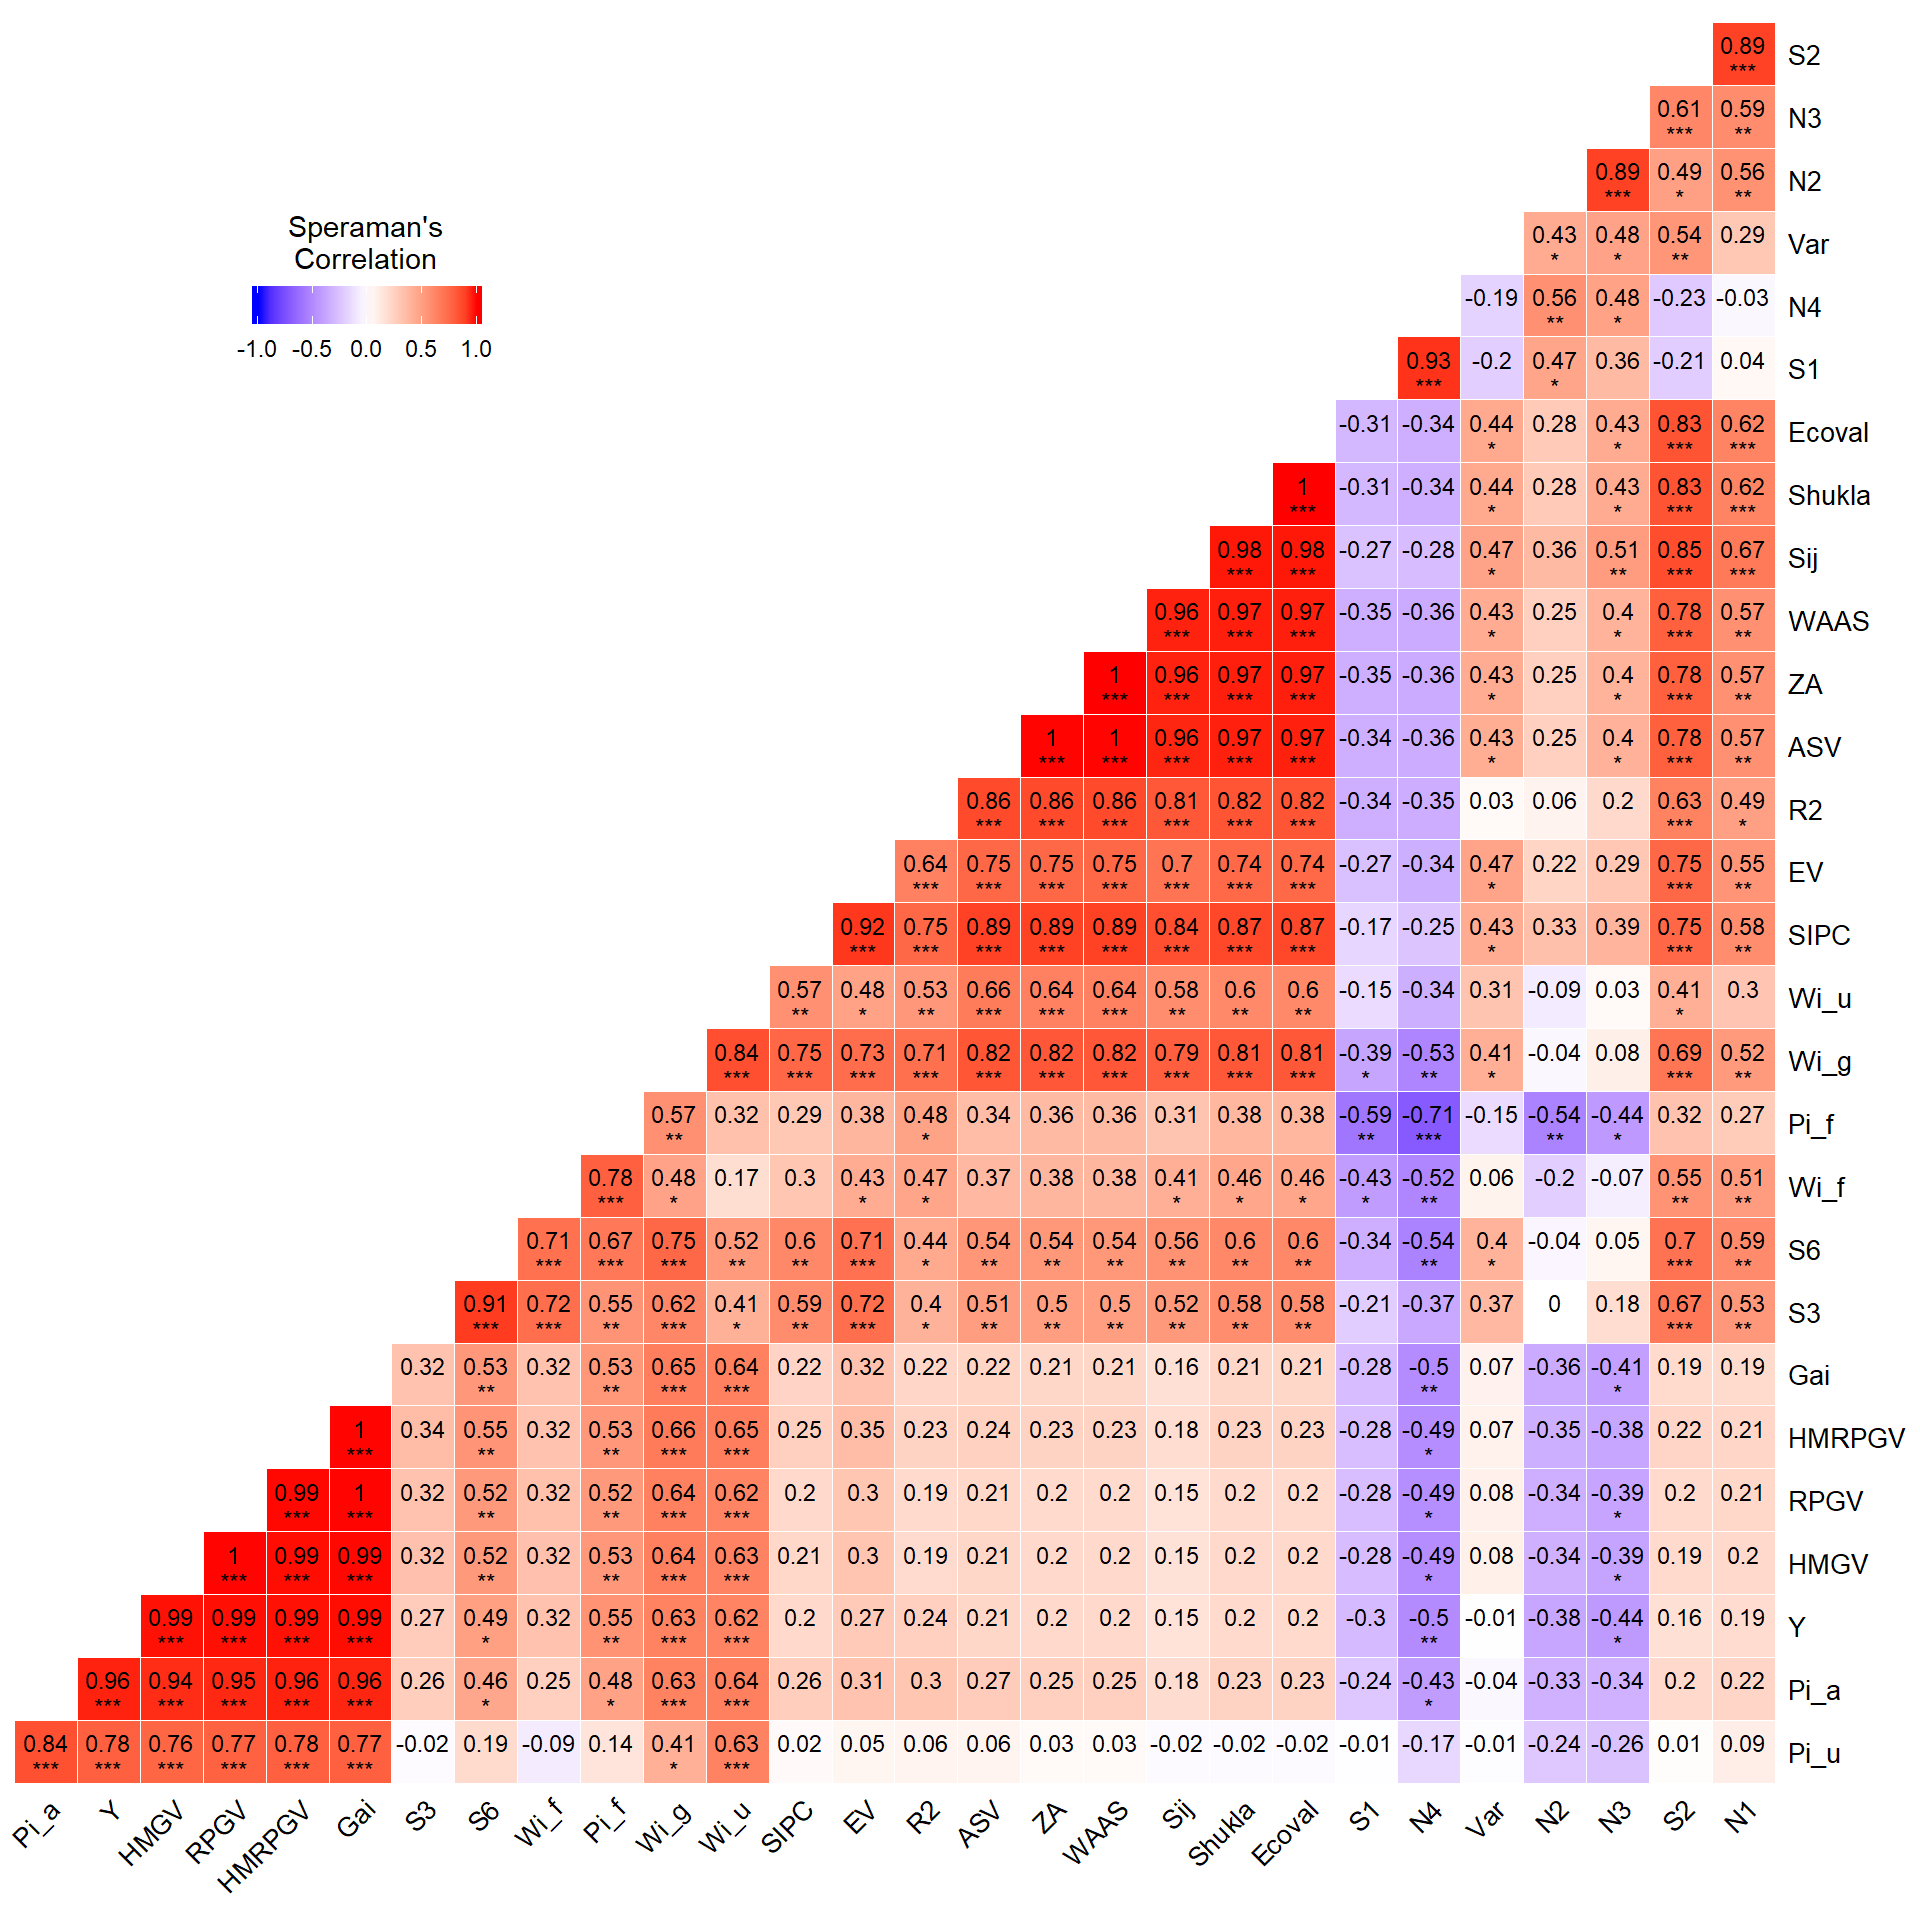 0.89 S2
***
0.61 0.59 N3
*** **
0.89 0.49 0.56 N2
*** * **
Speraman's
Correlation
-1.0 -0.5 0.0 0.5 1.0
0.43 0.48 0.54 0.29 Var
* * **
-0.19 0.56 0.48 -0.23 -0.03 N4
** *
0.93 -0.2 0.47 0.36 -0.21 0.04 S1
*** *
-0.31 -0.34 0.44 0.28 0.43 0.83 0.62 Ecoval
* * *** ***
1 -0.31 -0.34 0.44 0.28 0.43 0.83 0.62 Shukla
*** * * *** ***
0.98 0.98 -0.27 -0.28 0.47 0.36 0.51 0.85 0.67 Sij
*** *** * ** *** ***
0.96 0.97 0.97 -0.35 -0.36 0.43 0.25 0.4 0.78 0.57 WAAS
*** *** *** * * *** **
1 0.96 0.97 0.97 -0.35 -0.36 0.43 0.25 0.4 0.78 0.57 ZA
*** *** *** *** * * *** **
1 1 0.96 0.97 0.97 -0.34 -0.36 0.43 0.25 0.4 0.78 0.57 ASV
*** *** *** *** *** * * *** **
0.86 0.86 0.86 0.81 0.82 0.82 -0.34 -0.35 0.03 0.06 0.2 0.63 0.49 R2
*** *** *** *** *** *** *** *
0.64 0.75 0.75 0.75 0.7 0.74 0.74 -0.27 -0.34 0.47 0.22 0.29 0.75 0.55 EV
*** *** *** *** *** *** *** * *** **
0.92 0.75 0.89 0.89 0.89 0.84 0.87 0.87 -0.17 -0.25 0.43 0.33 0.39 0.75 0.58 SIPC
*** *** *** *** *** *** *** *** * *** **
0.57 0.48 0.53 0.66 0.64 0.64 0.58 0.6 0.6 -0.15 -0.34 0.31 -0.09 0.03 0.41 0.3 Wi_u
** * ** *** *** *** ** ** ** *
0.84 0.75 0.73 0.71 0.82 0.82 0.82 0.79 0.81 0.81 -0.39 -0.53 0.41 -0.04 0.08 0.69 0.52 Wi_g
*** *** *** *** *** *** *** *** *** *** * ** * *** **
0.57 0.32 0.29 0.38 0.48 0.34 0.36 0.36 0.31 0.38 0.38 -0.59 -0.71 -0.15 -0.54 -0.44 0.32 0.27 Pi_f
** * ** *** ** *
0.78 0.48 0.17 0.3 0.43 0.47 0.37 0.38 0.38 0.41 0.46 0.46 -0.43 -0.52 0.06 -0.2 -0.07 0.55 0.51 Wi_f
*** * * * * * * * ** ** **
0.71 0.67 0.75 0.52 0.6 0.71 0.44 0.54 0.54 0.54 0.56 0.6 0.6 -0.34 -0.54 0.4 -0.04 0.05 0.7 0.59 S6
*** *** *** ** ** *** * ** ** ** ** ** ** ** * *** **
0.91 0.72 0.55 0.62 0.41 0.59 0.72 0.4 0.51 0.5 0.5 0.52 0.58 0.58 -0.21 -0.37 0.37 0 0.18 0.67 0.53 S3
*** *** ** *** * ** *** * ** ** ** ** ** ** *** **
0.32 0.53 0.32 0.53 0.65 0.64 0.22 0.32 0.22 0.22 0.21 0.21 0.16 0.21 0.21 -0.28 -0.5 0.07 -0.36 -0.41 0.19 0.19 Gai
** ** *** *** ** *
1 0.34 0.55 0.32 0.53 0.66 0.65 0.25 0.35 0.23 0.24 0.23 0.23 0.18 0.23 0.23 -0.28 -0.49 0.07 -0.35 -0.38 0.22 0.21 HMRPGV
*** ** ** *** *** *
0.99 1 0.32 0.52 0.32 0.52 0.64 0.62 0.2 0.3 0.19 0.21 0.2 0.2 0.15 0.2 0.2 -0.28 -0.49 0.08 -0.34 -0.39 0.2 0.21 RPGV
*** *** ** ** *** *** * *
1 0.99 0.99 0.32 0.52 0.32 0.53 0.64 0.63 0.21 0.3 0.19 0.21 0.2 0.2 0.15 0.2 0.2 -0.28 -0.49 0.08 -0.34 -0.39 0.19 0.2 HMGV
*** *** *** ** ** *** *** * *
0.99 0.99 0.99 0.99 0.27 0.49 0.32 0.55 0.63 0.62 0.2 0.27 0.24 0.21 0.2 0.2 0.15 0.2 0.2 -0.3 -0.5 -0.01 -0.38 -0.44 0.16 0.19 Y
*** *** *** *** * ** *** *** ** *
0.96 0.94 0.95 0.96 0.96 0.26 0.46 0.25 0.48 0.63 0.64 0.26 0.31 0.3 0.27 0.25 0.25 0.18 0.23 0.23 -0.24 -0.43 -0.04 -0.33 -0.34 0.2 0.22 Pi_a
*** *** *** *** *** * * *** *** *
0.84 0.78 0.76 0.77 0.78 0.77 -0.02 0.19 -0.09 0.14 0.41 0.63 0.02 0.05 0.06 0.06 0.03 0.03 -0.02 -0.02 -0.02 -0.01 -0.17 -0.01 -0.24 -0.26 0.01 0.09 Pi_u
*** *** *** *** *** *** * ***
Pi_a Y HMGV RPGV HMRPGV Gai S3 S6 Wi_f Pi_f Wi_g Wi_u SIPC EV R2 ASV ZA WAAS Sij Shukla Ecoval S1 N4 Var N2 N3 S2 N1